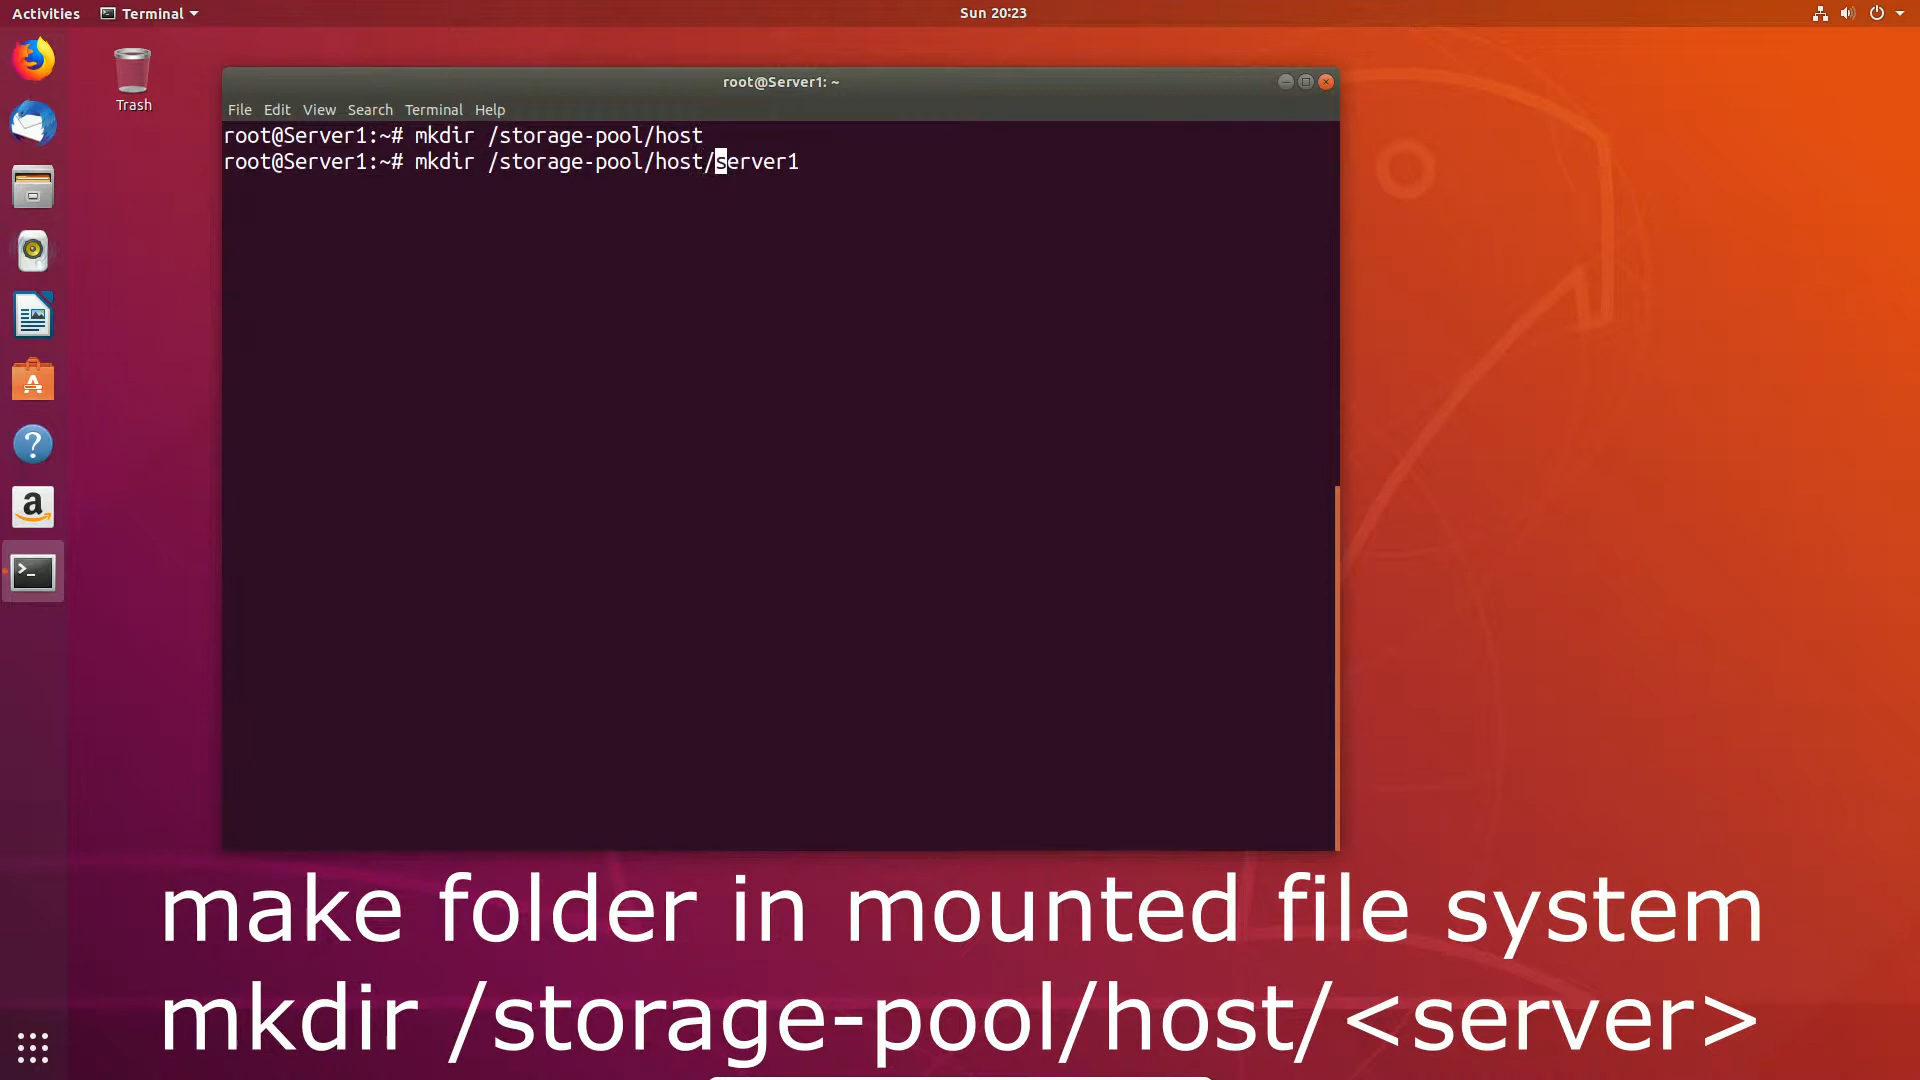 Activities Terminal Sun 20:23
Trash
root@Server1: ~
File Edit View Search Terminal Help
root@Server1:~# mkdir /storage-pool/host
root@Server1:~# mkdir /storage-pool/host/server1
make folder in mounted file system
mkdir /storage-pool/host/<server>